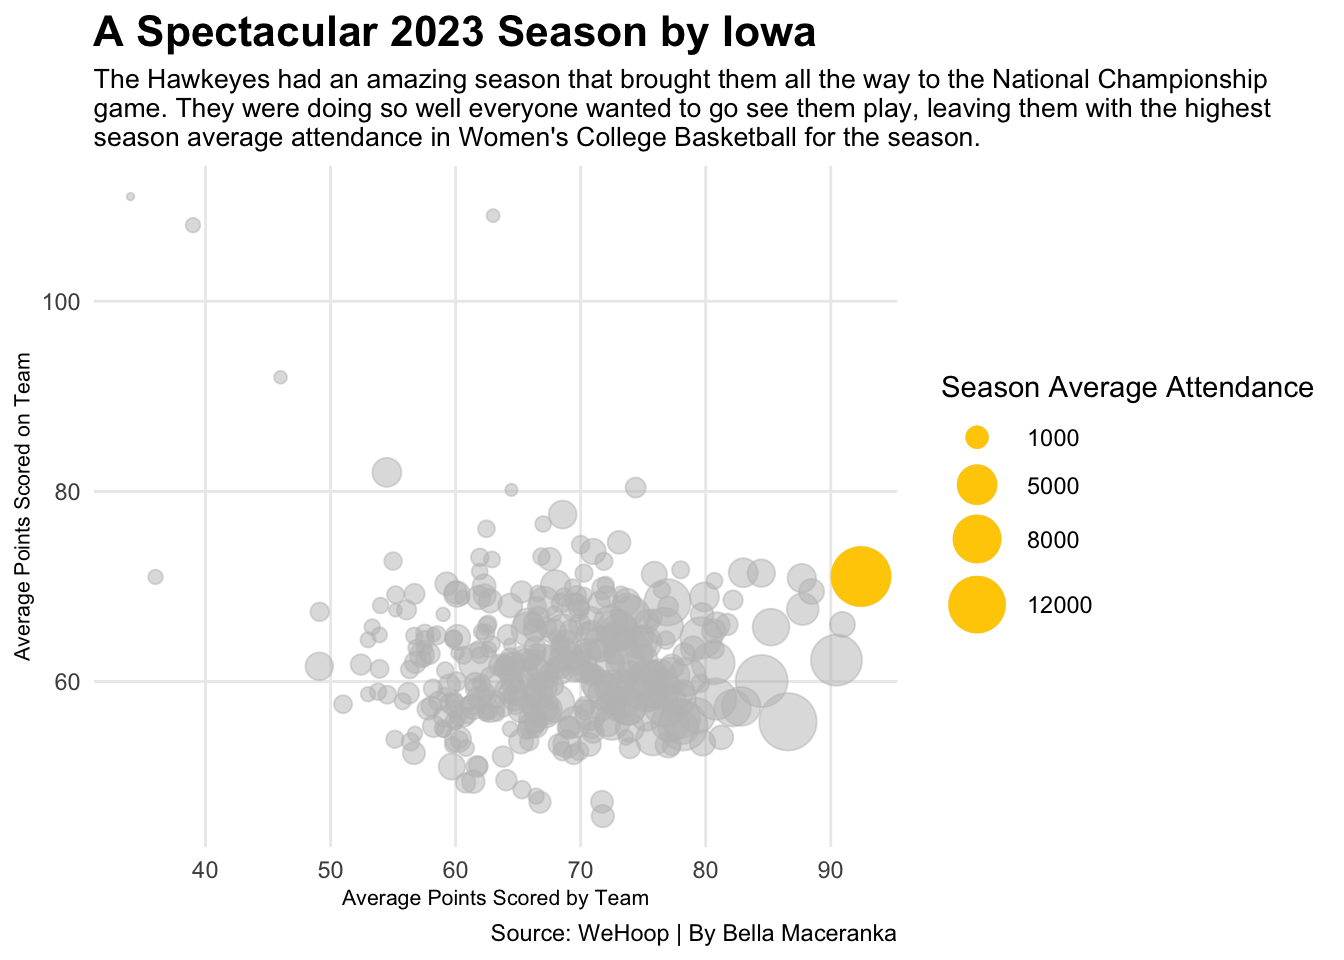 A Spectacular 2023 Season by Iowa
The Hawkeyes had an amazing season that brought them all the way to the National Championship
game. They were doing so well everyone wanted to go see them play, leaving them with the highest
season average attendance in Women's College Basketball for the season.
Average Points Scored on Team
100
80
60
40
50
60
70
80
90
Average Points Scored by Team
Season Average Attendance
1000
5000
8000
12000
Source: WeHoop | By Bella Maceranka